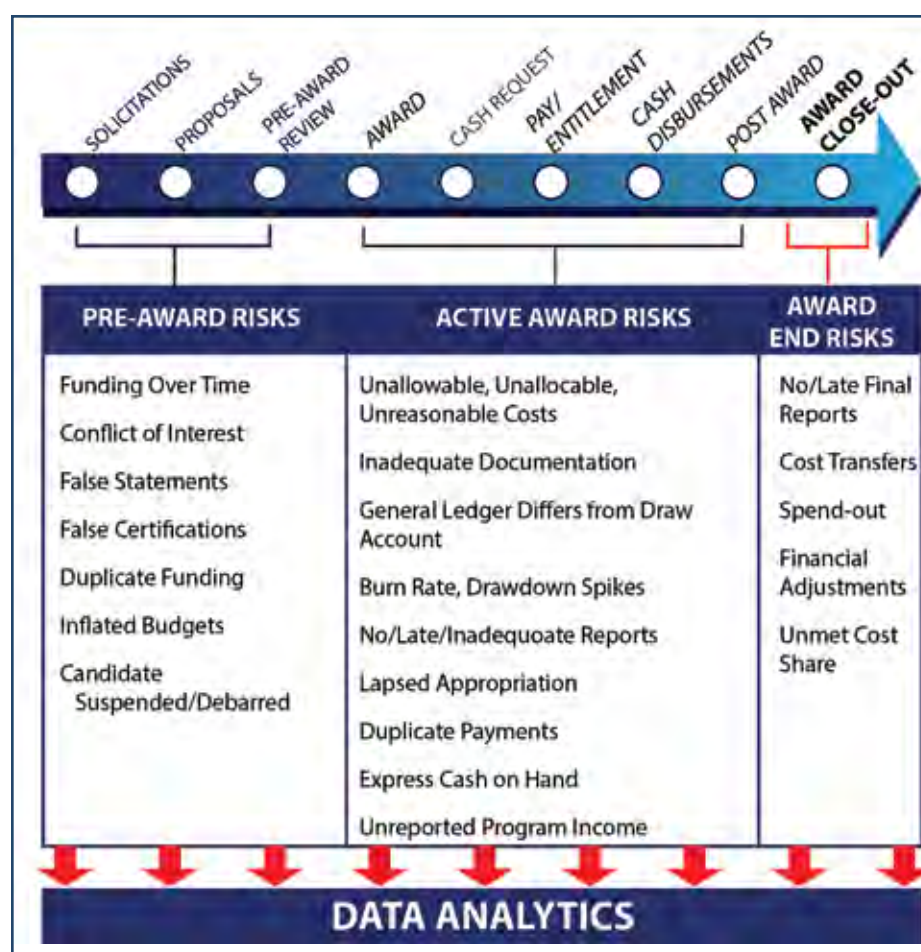 SOLICITATIONS
PROPOSALS
PRE-AWARD
REVIEW
AWARD
CASH REQUEST
PAY/
ENTITLEMENT
CASH
DISBURSEMENTS
POST AWARD
AWARD
CLOSE-OUT
PRE-AWARD RISKS
Funding Over Time
Conflict of Interest
False Statements
False Certifications
Duplicate Funding
Inflated Budgets
Candidate
Suspended/Debarred
ACTIVE AWARD RISKS
Unallowable, Unallocable,
Unreasonable Costs
Inadequate Documentation
General Ledger Differs from Draw
Account
Burn Rate, Drawdown Spikes
No/Late/Inadequoate Reports
Lapsed Appropriation
Duplicate Payments
Express Cash on Hand
Unreported Program Income
AWARD
END RISKS
No/Late Final
Reports
Cost Transfers
Spend-out
Financial
Adjustments
Unmet Cost
Share
DATA ANALYTICS